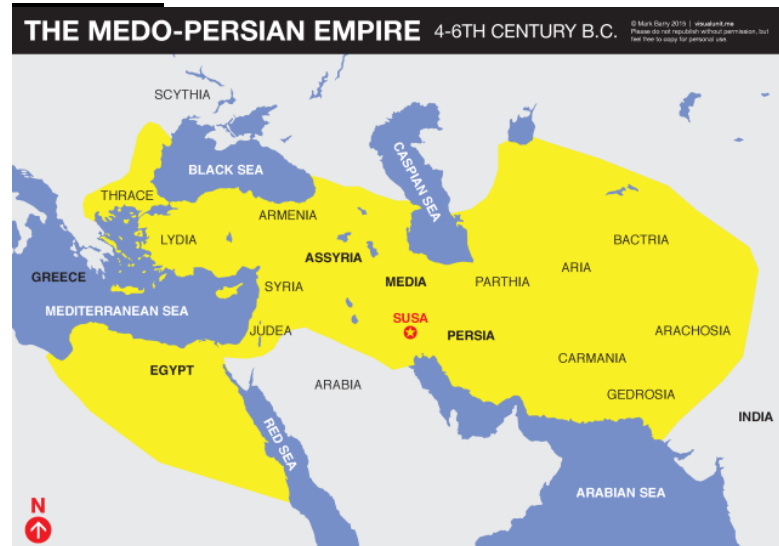 THE MEDO-PERSIAN EMPIRE 4-6TH CENTURY B.C.
© Mark Barry 2015 | visualunit.me
Please do not republish without permission, but
feel free to copy for personal use.
SCYTHIA
BLACK SEA
CASPIAN SEA
THRACE
ARMENIA
LYDIA
BACTRIA
ASSYRIA
ARIA
GREECE
MEDIA
PARTHIA
SYRIA
MEDITERRANEAN SEA
SUSA
JUDEA
PERSIA
ARACHOSIA
CARMANIA
EGYPT
ARABIA
GEDROSIA
INDIA
RED SEA
ARABIAN SEA
N